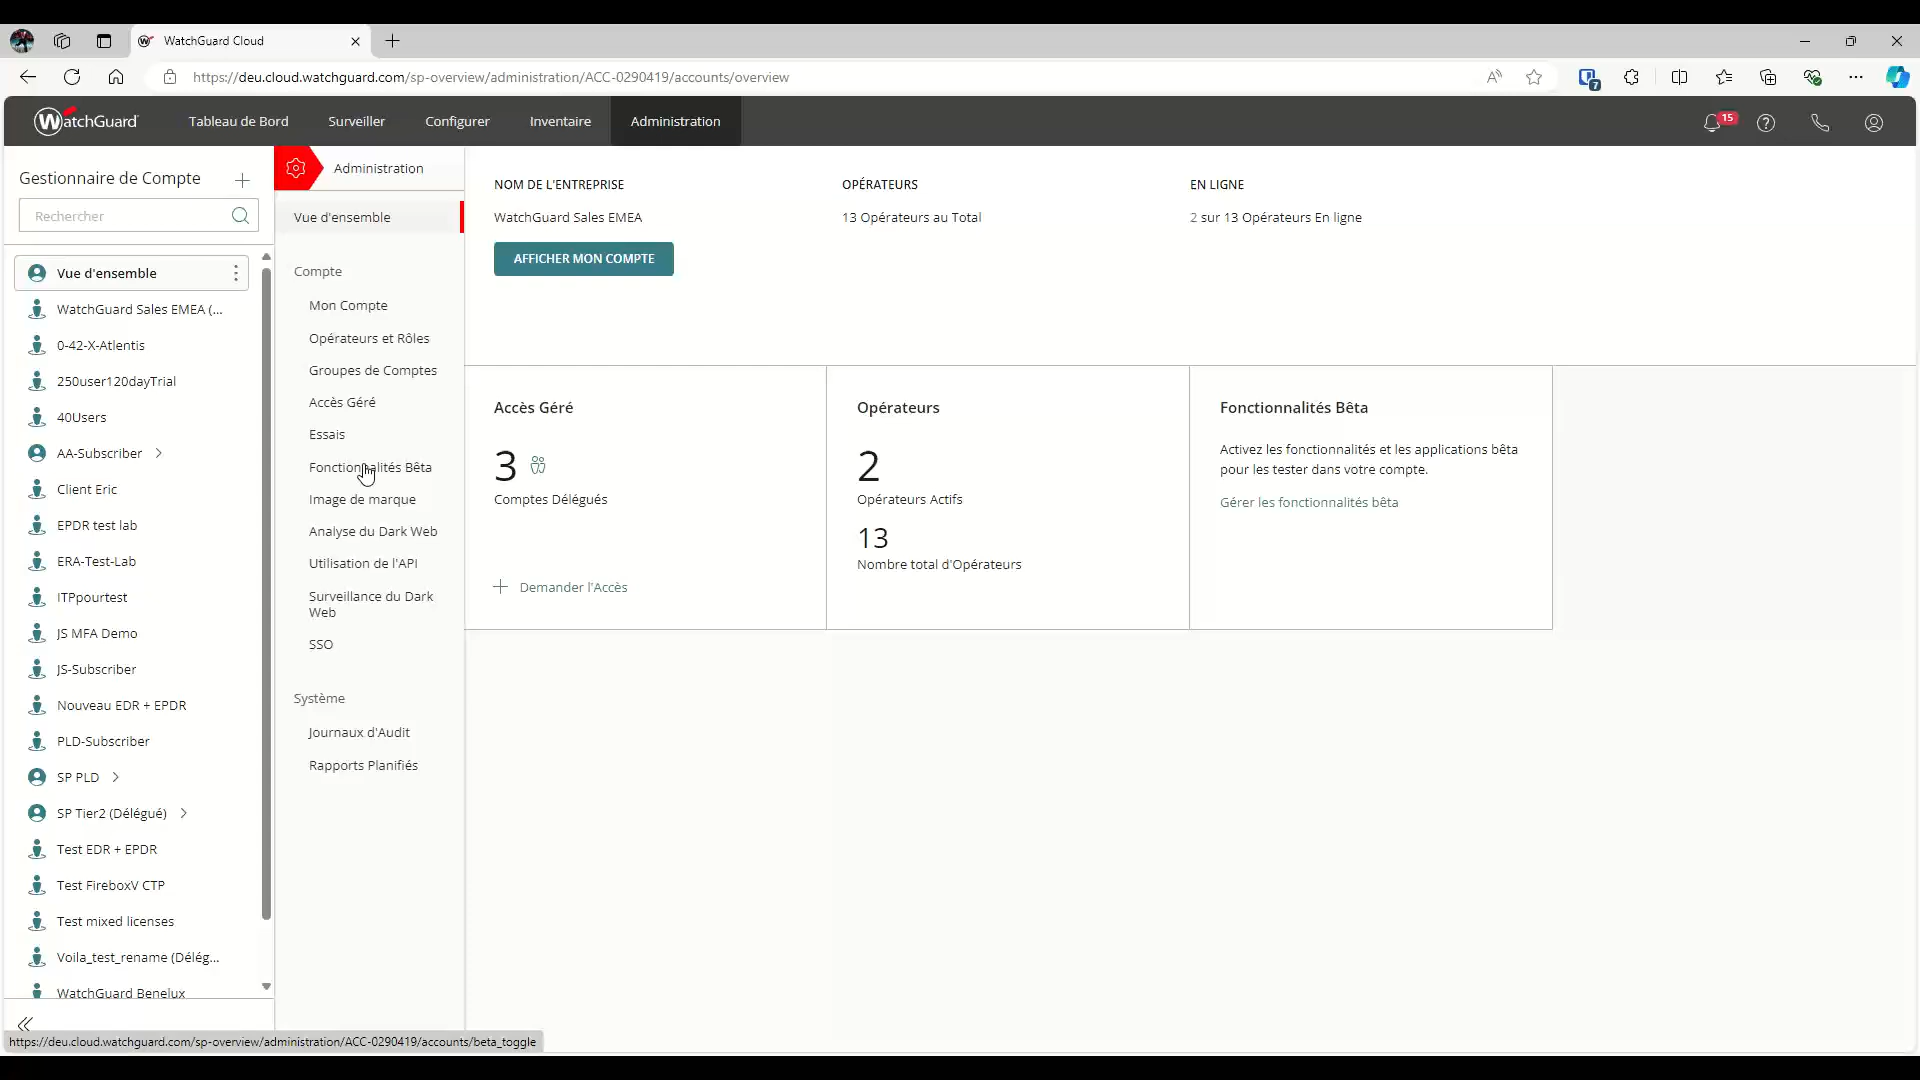 WatchGuard Cloud
https://deu.cloud.watchguard.com/sp-overview/administration/ACC-0290419/accounts/overview
7
WatchGuard
Tableau de Bord
Surveiller
Configurer
Inventaire
Administration
15
Gestionnaire de Compte
Rechercher
Vue d'ensemble
WatchGuard Sales EMEA (...
0-42-X-Atlentis
250user120dayTrial
40Users
AA-Subscriber
Client Eric
EPDR test lab
ERA-Test-Lab
ITPpourtest
JS MFA Demo
JS-Subscriber
Nouveau EDR + EPDR
PLD-Subscriber
SP PLD
SP Tier2 (Délégué)
Test EDR + EPDR
Test FireboxV CTP
Test mixed licenses
Voila_test_rename (Délég...
WatchGuard Benelux
Administration
Vue d'ensemble
Compte
Mon Compte
Opérateurs et Rôles
Groupes de Comptes
Accès Géré
Essais
Fonctionnalités Bêta
Image de marque
Analyse du Dark Web
Utilisation de l'API
Surveillance du Dark
Web
SSO
Système
Journaux d'Audit
Rapports Planifiés
NOM DE L'ENTREPRISE
WatchGuard Sales EMEA
AFFICHER MON COMPTE
OPÉRATEURS
13 Opérateurs au Total
EN LIGNE
2 sur 13 Opérateurs En ligne
Accès Géré
3
Comptes Délégués
Demander l'Accès
Opérateurs
2
Opérateurs Actifs
13
Nombre total d'Opérateurs
Fonctionnalités Bêta
Activez les fonctionnalités et les applications bêta
pour les tester dans votre compte.
Gérer les fonctionnalités bêta
https://deu.cloud.watchguard.com/sp-overview/administration/ACC-0290419/accounts/beta_toggle